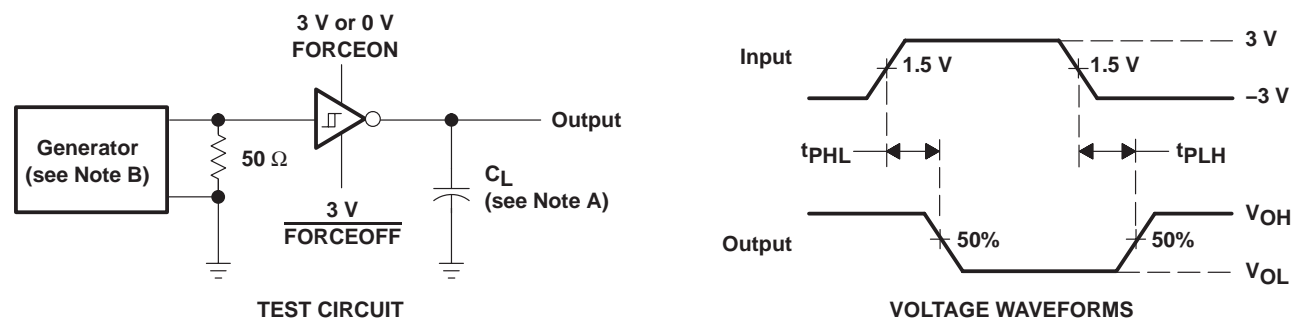 3 V or 0 V
FORCEON
Generator
(see Note B)
50 Ω
Output
CL
(see Note A)
3 V
FORCEOFF
TEST CIRCUIT
Input
1.5 V
1.5 V
3 V
–3 V
tPHL
tPLH
Output
50%
50%
VOH
VOL
VOLTAGE WAVEFORMS